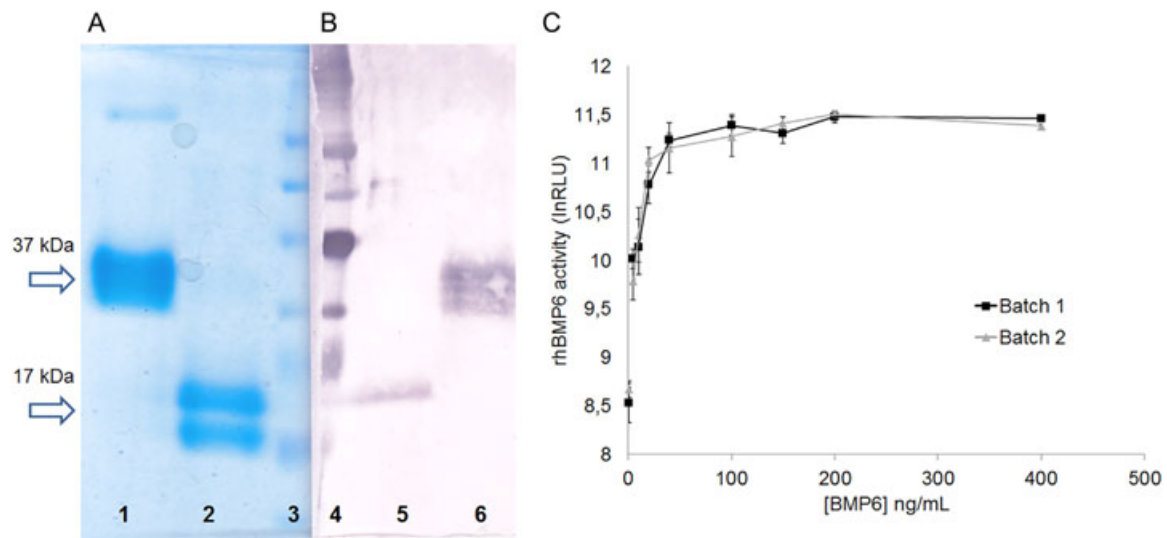 A
B
C
37 kDa
17 kDa
1
2
3
4
5
6
rhBMP6 activity (lnRLU)
12
11,5
11
10,5
10
9,5
9
8,5
8
Batch 1
Batch 2
0
100
200
300
400
500
[BMP6] ng/mL